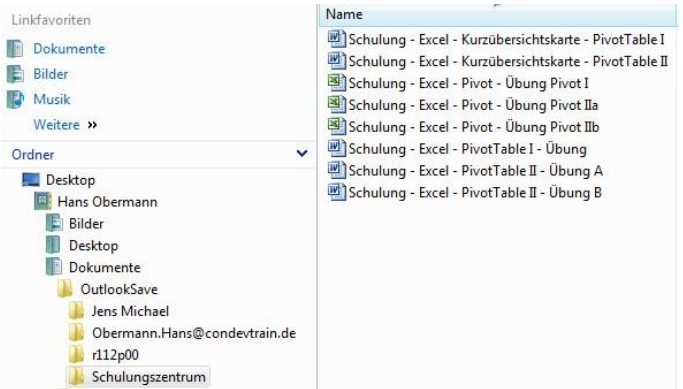 Linkfavoriten
Dokumente
Bilder
Musik
Weitere »
Ordner
Desktop
Hans Obermann
Bilder
Desktop
Dokumente
OutlookSave
Jens Michael
Obermann.Hans@condevtrain.de
r112p00
Schulungszentrum
Name
Schulung - Excel - Kurzübersichtskarte - PivotTable I
Schulung - Excel - Kurzübersichtskarte - PivotTable II
Schulung - Excel - Pivot - Übung Pivot I
Schulung - Excel - Pivot - Übung Pivot IIa
Schulung - Excel - Pivot - Übung Pivot IIb
Schulung - Excel - PivotTable I - Übung
Schulung - Excel - PivotTable II - Übung A
Schulung - Excel - PivotTable II - Übung B